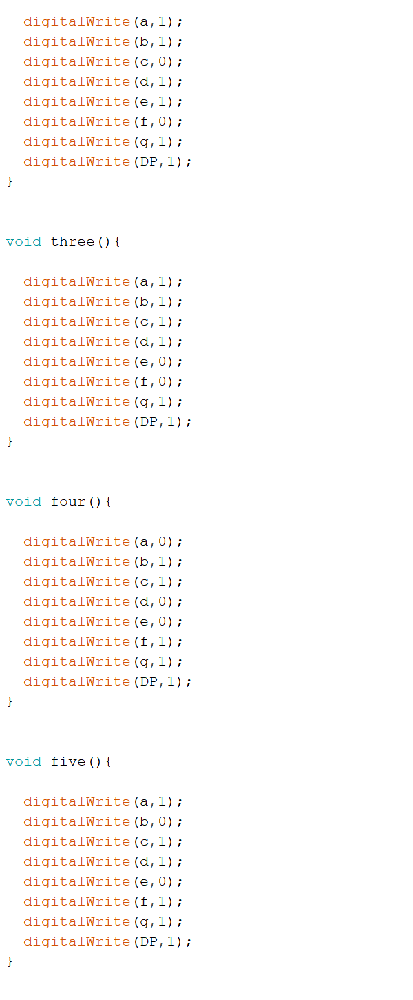 digitalWrite(a,1);
digitalWrite(b,1);
digitalWrite(c,0);
digitalWrite(d,1);
digitalWrite(e,1);
digitalWrite(f,0);
digitalWrite(g,1);
digitalWrite(DP,1);
}
void three(){
digitalWrite(a,1);
digitalWrite(b,1);
digitalWrite(c,1);
digitalWrite(d,1);
digitalWrite(e,0);
digitalWrite(f,0);
digitalWrite(g,1);
digitalWrite(DP,1);
}
void four(){
digitalWrite(a,0);
digitalWrite(b,1);
digitalWrite(c,1);
digitalWrite(d,0);
digitalWrite(e,0);
digitalWrite(f,1);
digitalWrite(g,1);
digitalWrite(DP,1);
}
void five(){
digitalWrite(a,1);
digitalWrite(b,0);
digitalWrite(c,1);
digitalWrite(d,1);
digitalWrite(e,0);
digitalWrite(f,1);
digitalWrite(g,1);
digitalWrite(DP,1);
}